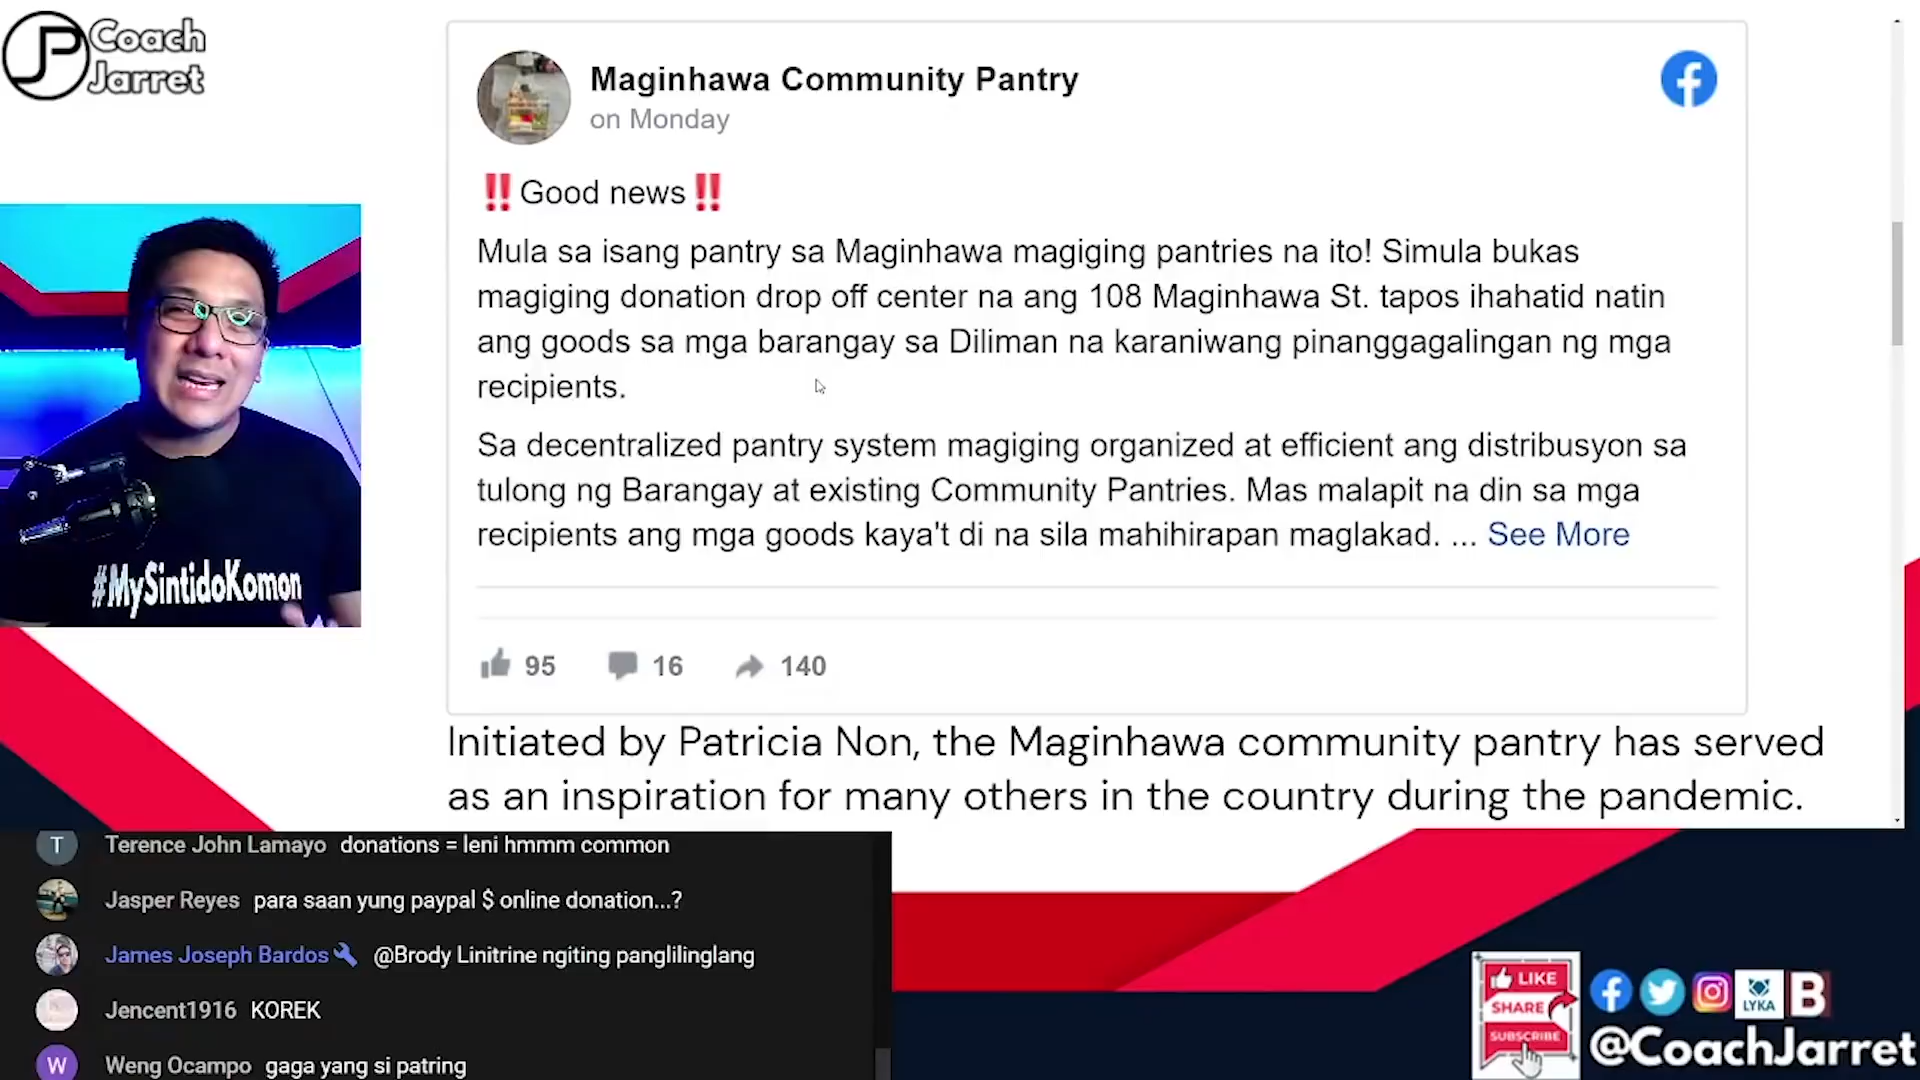 Coach
Jarret
Maginhawa Community Pantry
on Monday
‼Good news‼
Mula sa isang pantry sa Maginhawa magiging pantries na ito! Simula bukas
magiging donation drop off center na ang 108 Maginhawa St. tapos ihahatid natin
ang goods sa mga barangay sa Diliman na karaniwang pinanggagalingan ng mga
recipients.
Sa decentralized pantry system magiging organized at efficient ang distribusyon sa
tulong ng Barangay at existing Community Pantries. Mas malapit na din sa mga
recipients ang mga goods kaya't di na sila mahihirapan maglakad. ... See More
95 16 140
Initiated by Patricia Non, the Maginhawa community pantry has served
as an inspiration for many others in the country during the pandemic.
#MySintidoKomon
T Terence John Lamayo donations = leni hmmm common
Jasper Reyes para saan yung paypal $ online donation...?
James Joseph Bardos @Brody Linitrine ngiting panglilinglang
Jencent1916 KOREK
W Weng Ocampo gaga yang si patring
LIKE
SHARE
SUBSCRIBE
LYKA
B
@CoachJarret